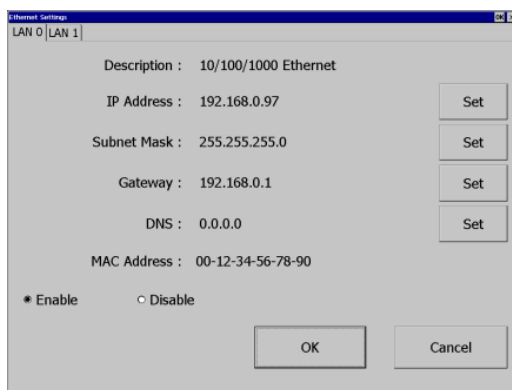 Ethernet Settings OK
LAN 0 LAN 1
Description : 10/100/1000 Ethernet
IP Address : 192.168.0.97 Set
Subnet Mask : 255.255.255.0 Set
Gateway : 192.168.0.1 Set
DNS : 0.0.0.0 Set
MAC Address : 00-12-34-56-78-90
Enable Disable
OK Cancel